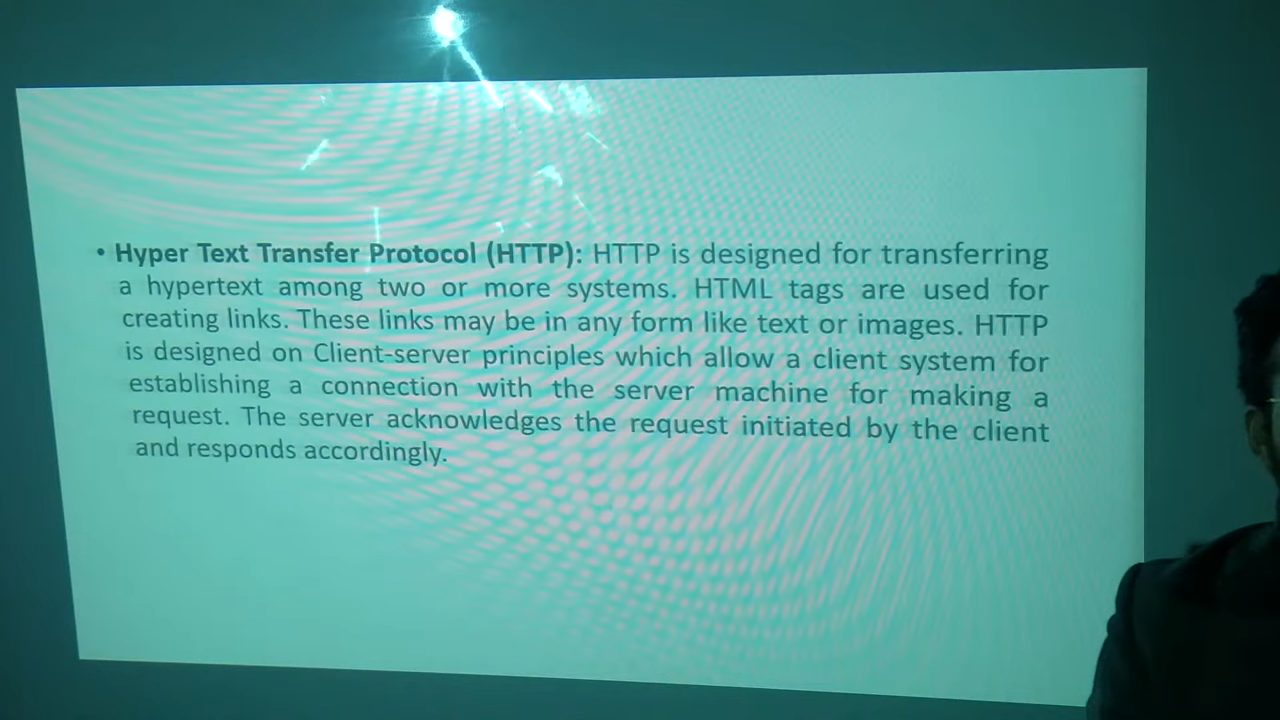 • Hyper Text Transfer Protocol (HTTP): HTTP is designed for transferring
a hypertext among two or more systems. HTML tags are used for
creating links. These links may be in any form like text or images. HTTP
is designed on Client-server principles which allow a client system for
establishing a connection with the server machine for making a
request. The server acknowledges the request initiated by the client
and responds accordingly.